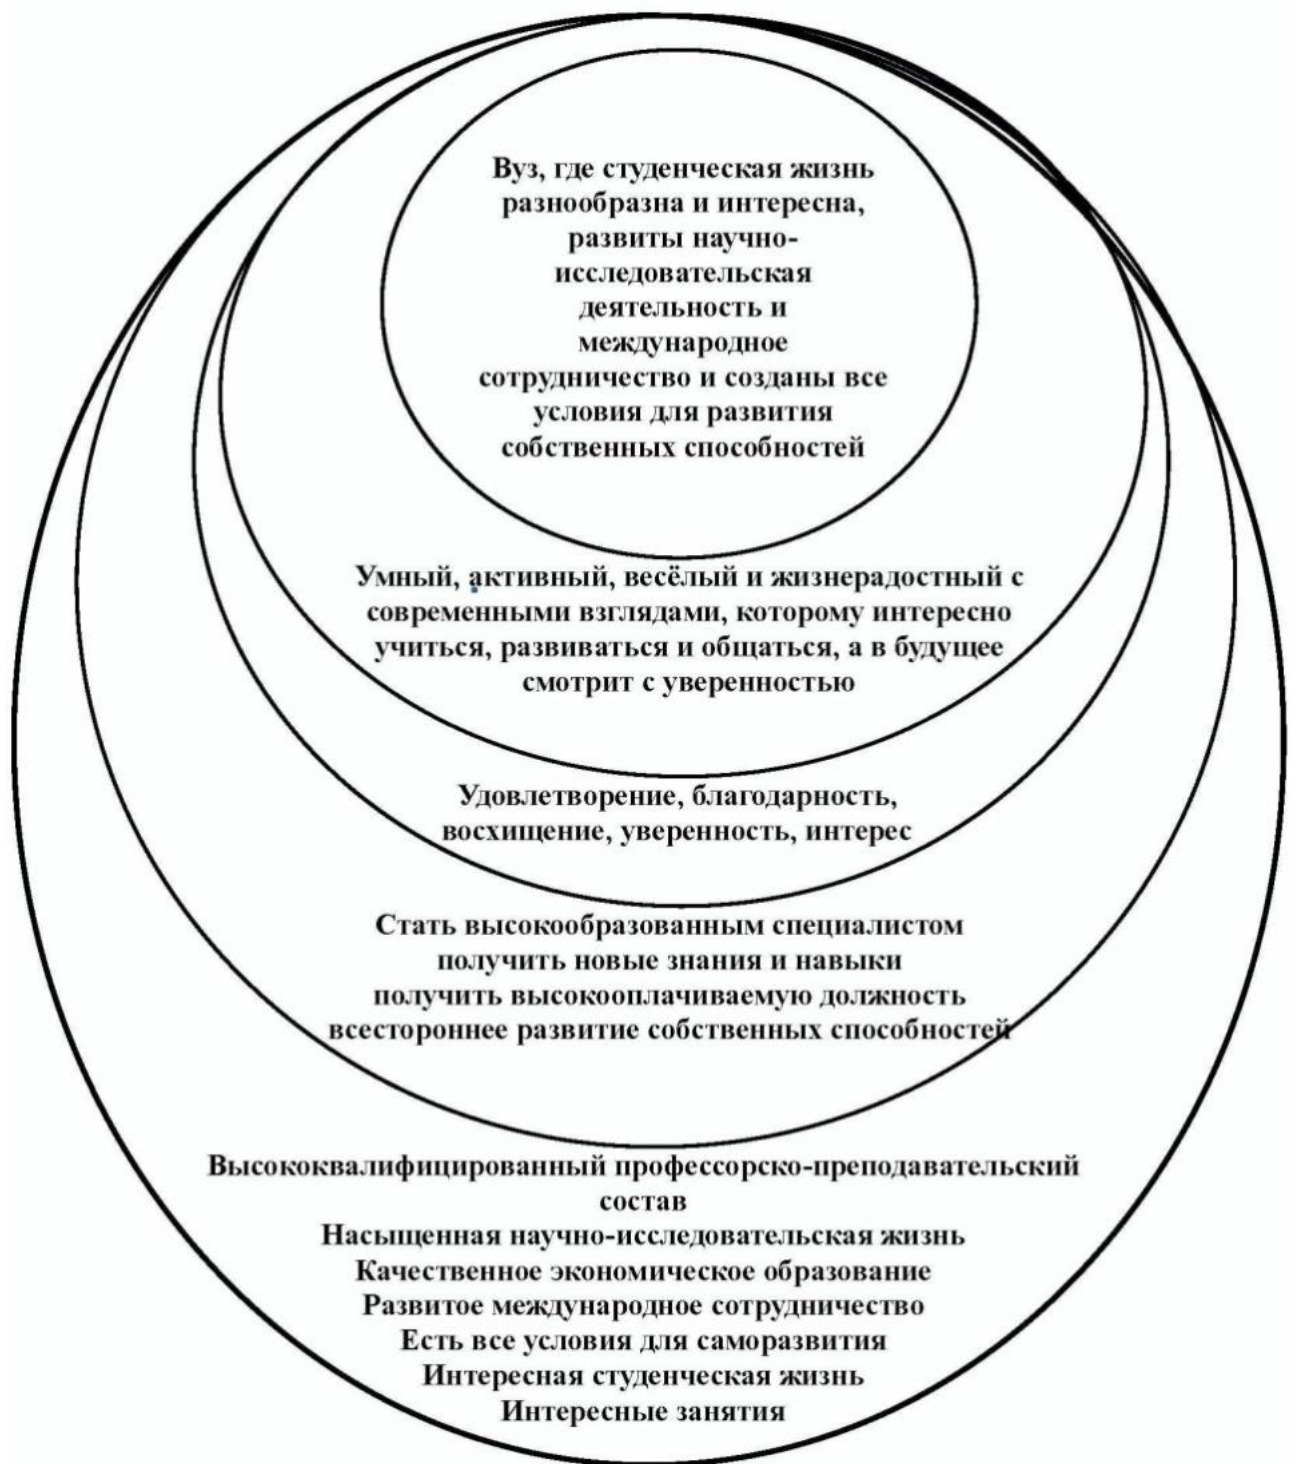 Вуз, где студенческая жизнь
разнообразна и интересна,
развиты научно-
исследовательская
деятельность и
международное
сотрудничество и созданы все
условия для развития
собственных способностей
Умный, активный, весёлый и жизнерадостный с
современными взглядами, которому интересно
учиться, развиваться и общаться, а в будущее
смотрит с уверенностью
Удовлетворение, благодарность,
восхищение, уверенность, интерес
Стать высокообразованным специалистом
получить новые знания и навыки
получить высокооплачиваемую должность
всестороннее развитие собственных способностей
Высококвалифицированный профессорско-преподавательский
состав
Насыщенная научно-исследовательская жизнь
Качественное экономическое образование
Развитое международное сотрудничество
Есть все условия для саморазвития
Интересная студенческая жизнь
Интересные занятия